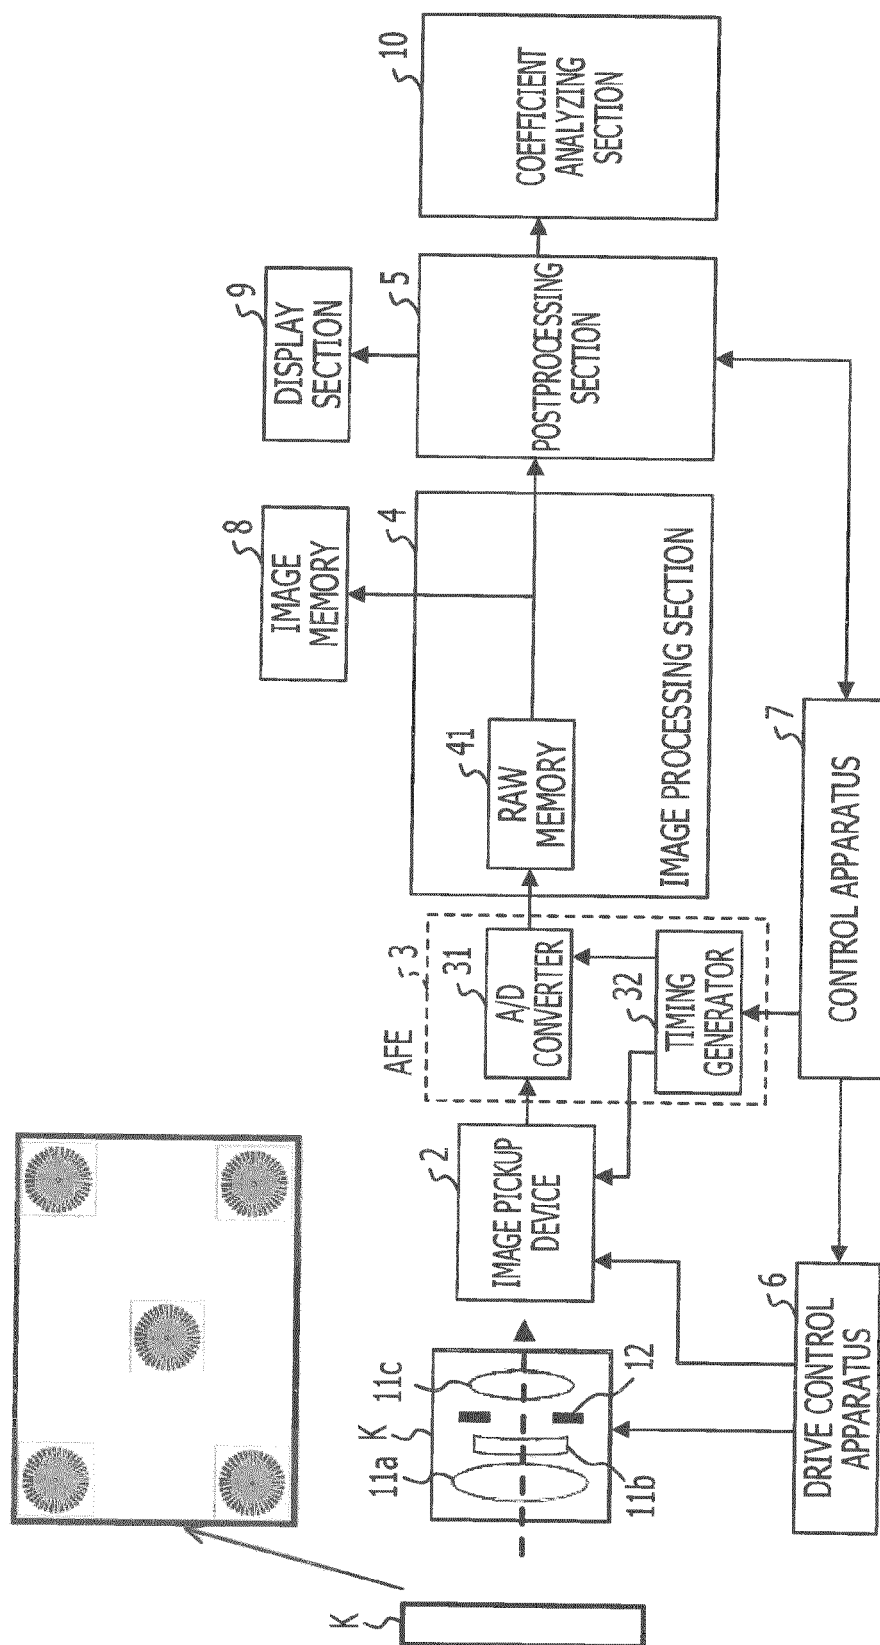 K
11a
K
11c
11b
12
IMAGE PICKUP
DEVICE
2
AFE
3
A/D
CONVERTER
31
TIMING
GENERATOR
32
RAW
MEMORY
41
IMAGE PROCESSING SECTION
4
IMAGE
MEMORY
8
DISPLAY
SECTION
9
POSTPROCESSING
SECTION
5
COEFFICIENT
ANALYZING
SECTION
10
DRIVE CONTROL
APPARATUS
6
CONTROL APPARATUS
7